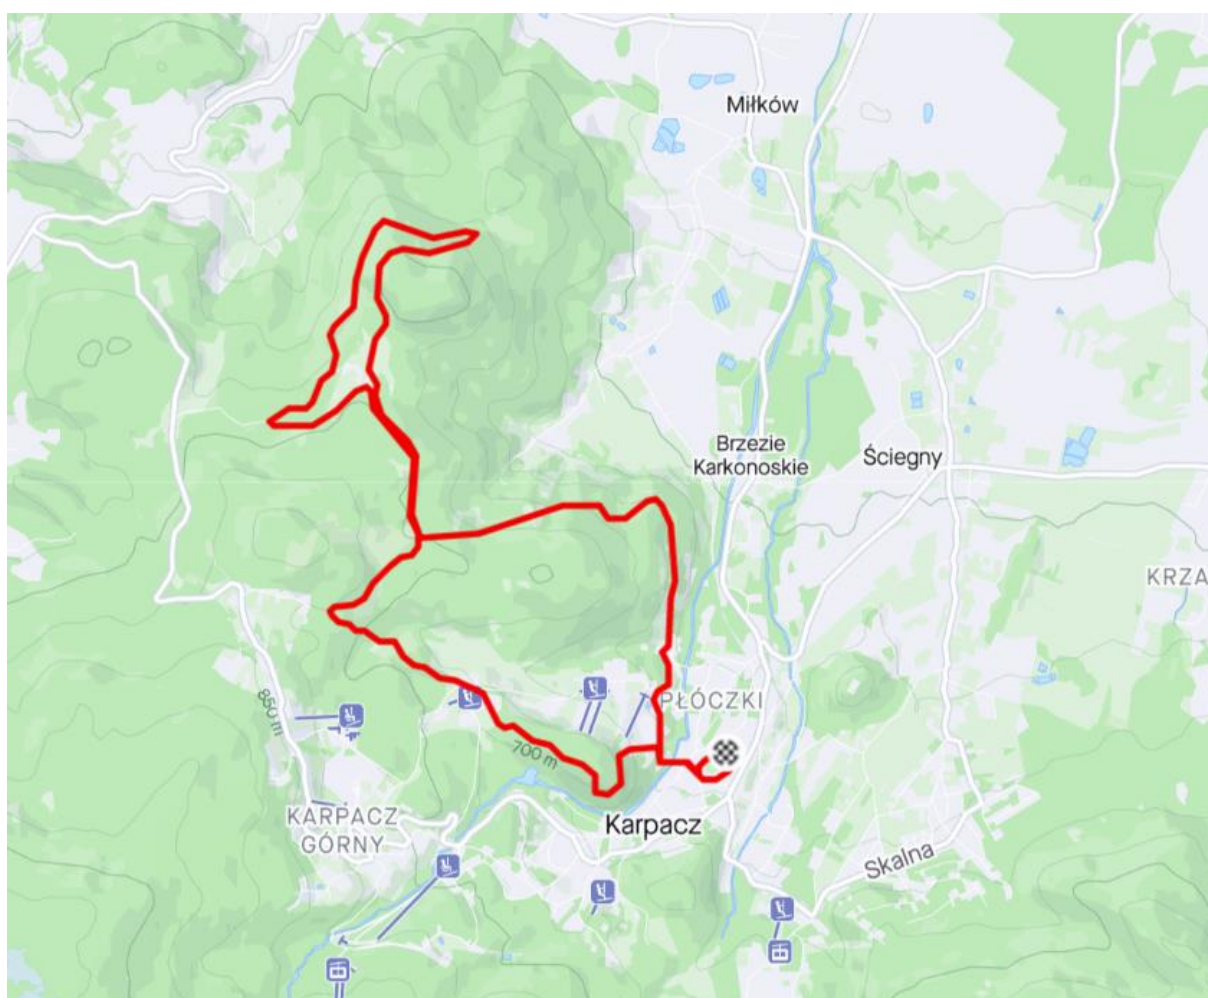 Miłków
Brzezie
Karkonoskie
Ściegny
KRZA
PŁÓCZKI
850 m
700 m
KARPACZ
GÓRNY
Karpacz
Skalna